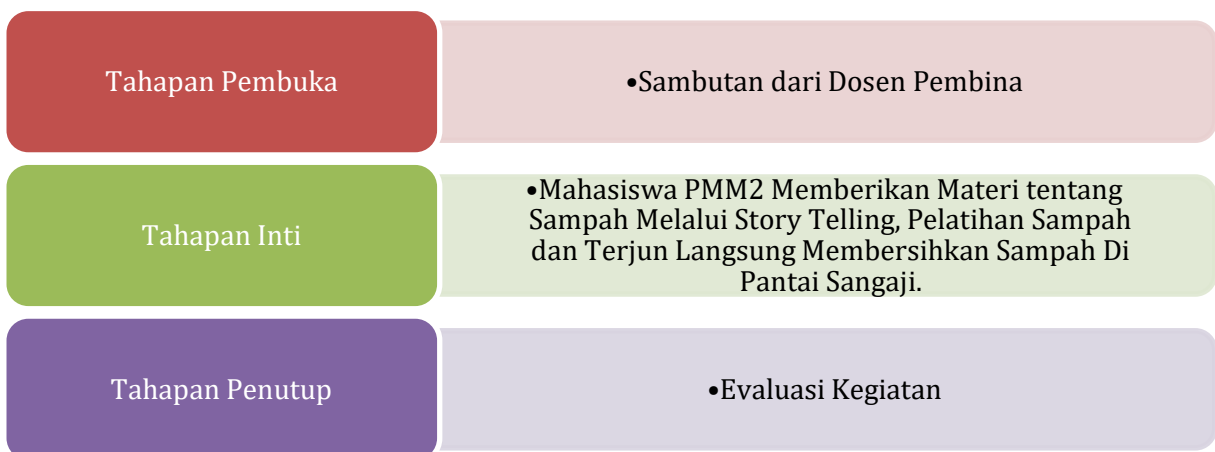 Tahapan Pembuka
•Sambutan dari Dosen Pembina
Tahapan Inti
•Mahasiswa PMM2 Memberikan Materi tentang
Sampah Melalui Story Telling, Pelatihan Sampah
dan Terjun Langsung Membersihkan Sampah Di
Pantai Sangaji.
Tahapan Penutup
•Evaluasi Kegiatan